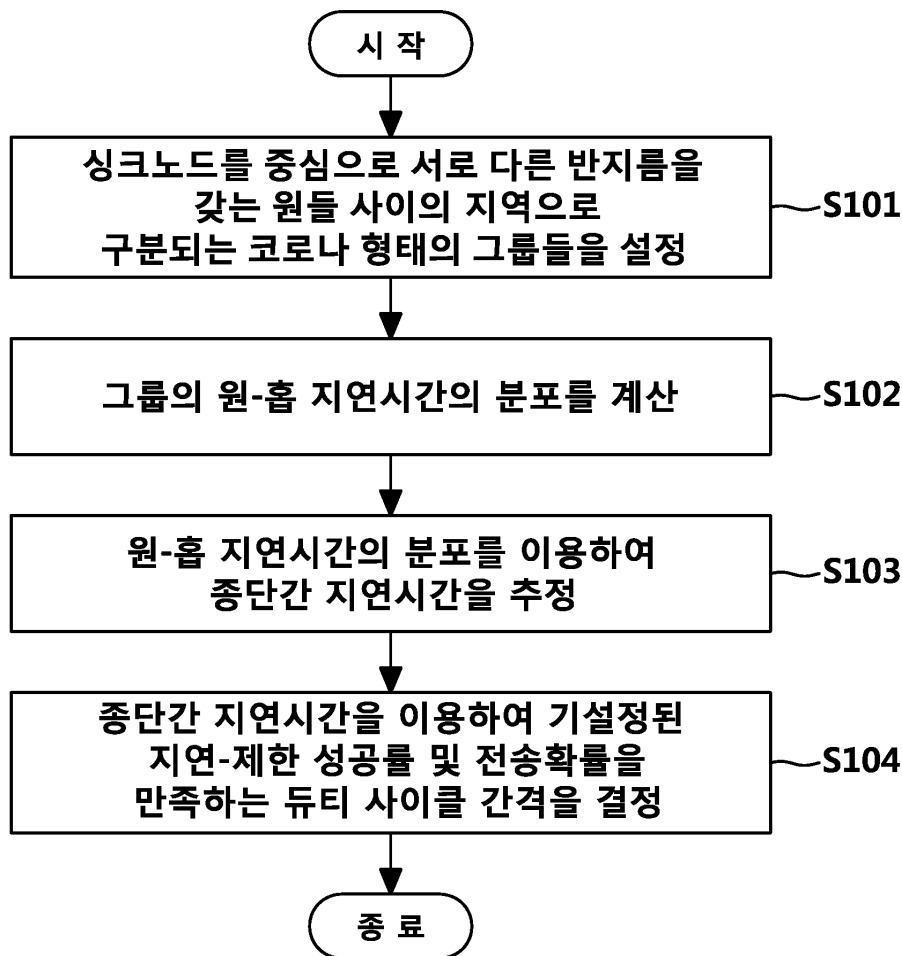 시 작
싱크노드를 중심으로 서로 다른 반지름을
갖는 원들 사이의 지역으로
구분되는 코로나 형태의 그룹들을 설정
S101
그룹의 원-홉 지연시간의 분포를 계산
S102
원-홉 지연시간의 분포를 이용하여
종단간 지연시간을 추정
S103
종단간 지연시간을 이용하여 기설정된
지연-제한 성공률 및 전송확률을
만족하는 듀티 사이클 간격을 결정
S104
종 료